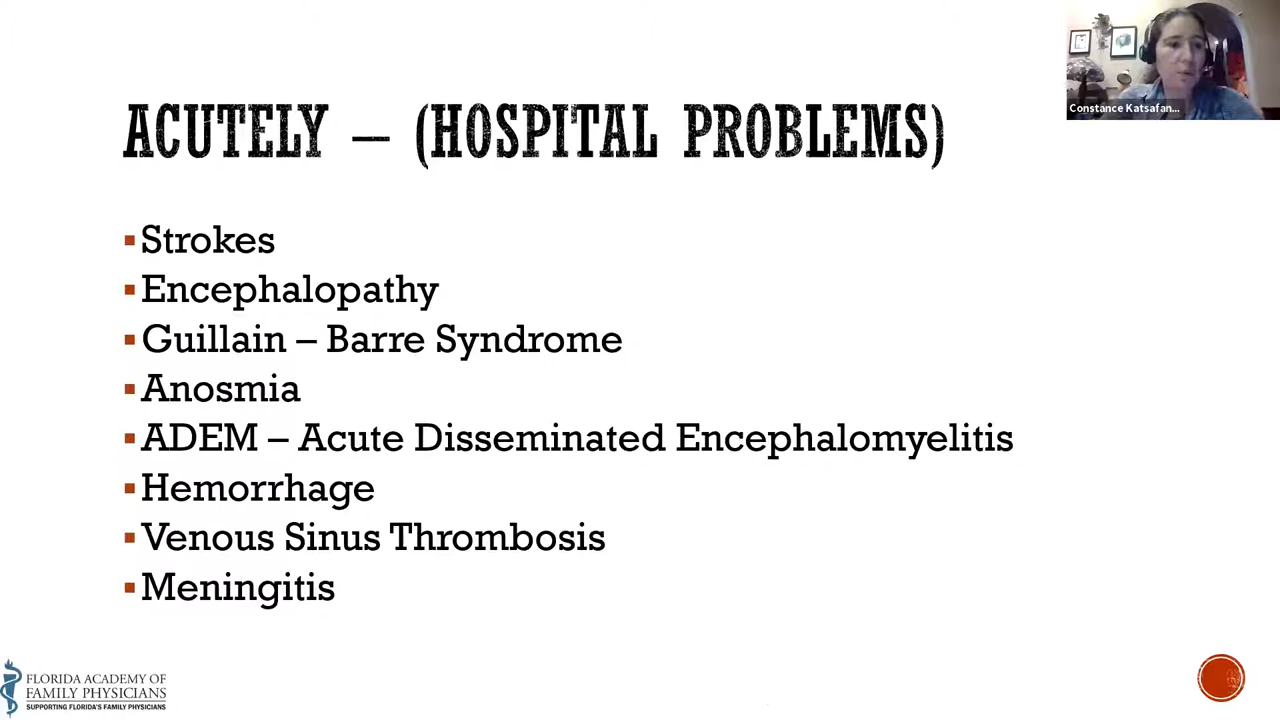 Constance Katsafan...
ACUTELY – (HOSPITAL PROBLEMS)
▪Strokes
▪Encephalopathy
▪Guillain – Barre Syndrome
▪Anosmia
▪ADEM – Acute Disseminated Encephalomyelitis
▪Hemorrhage
▪Venous Sinus Thrombosis
▪Meningitis
FLORIDA ACADEMY OF
FAMILY PHYSICIANS
SUPPORTING FLORIDA'S FAMILY PHYSICIANS